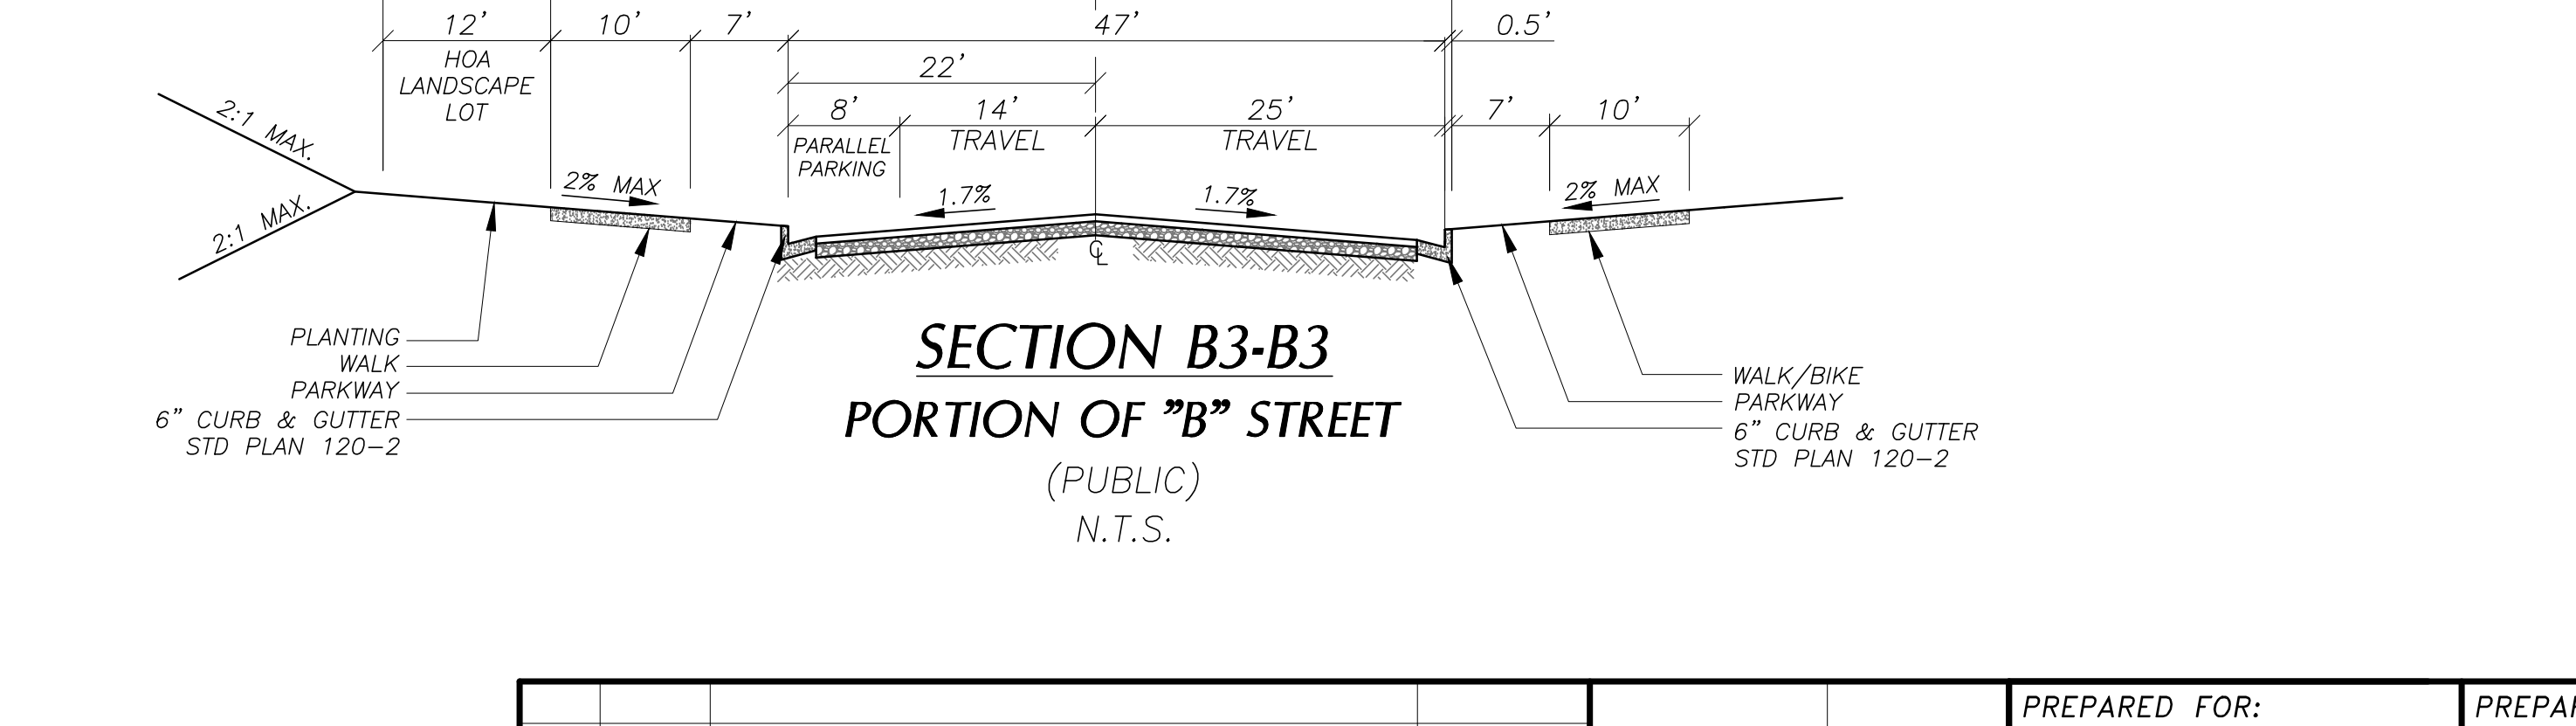 12' 10' 7' 47' 0.5'
HOA
LANDSCAPE
LOT
22'
8' 14' 25' 7' 10'
PARALLEL
PARKING
TRAVEL TRAVEL
2:1 MAX.
2:1 MAX.
2% MAX 1.7% 1.7% 2% MAX
CL
PLANTING
WALK
PARKWAY
6" CURB & GUTTER
STD PLAN 120-2
SECTION B3-B3
PORTION OF "B" STREET
(PUBLIC)
N.T.S.
WALK/BIKE
PARKWAY
6" CURB & GUTTER
STD PLAN 120-2
PREPARED FOR: